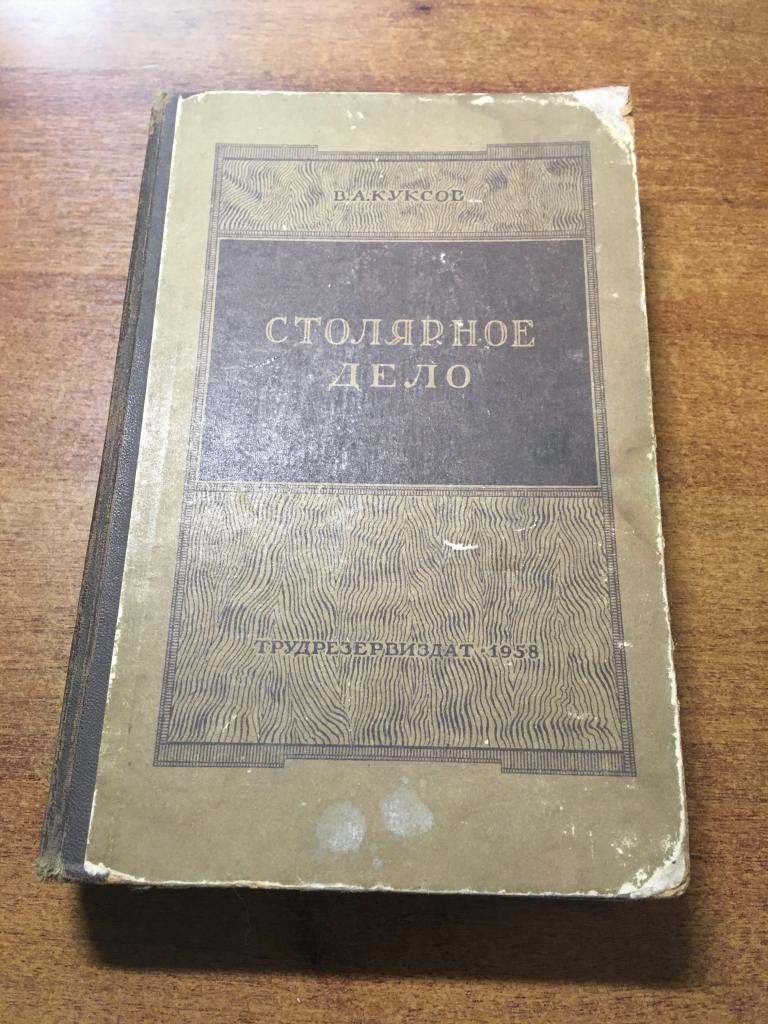 В.А.КУКСОВ
СТОЛЯРНОЕ
ДЕЛО
ТРУДРЕЗЕРВИЗДАТ · 1958